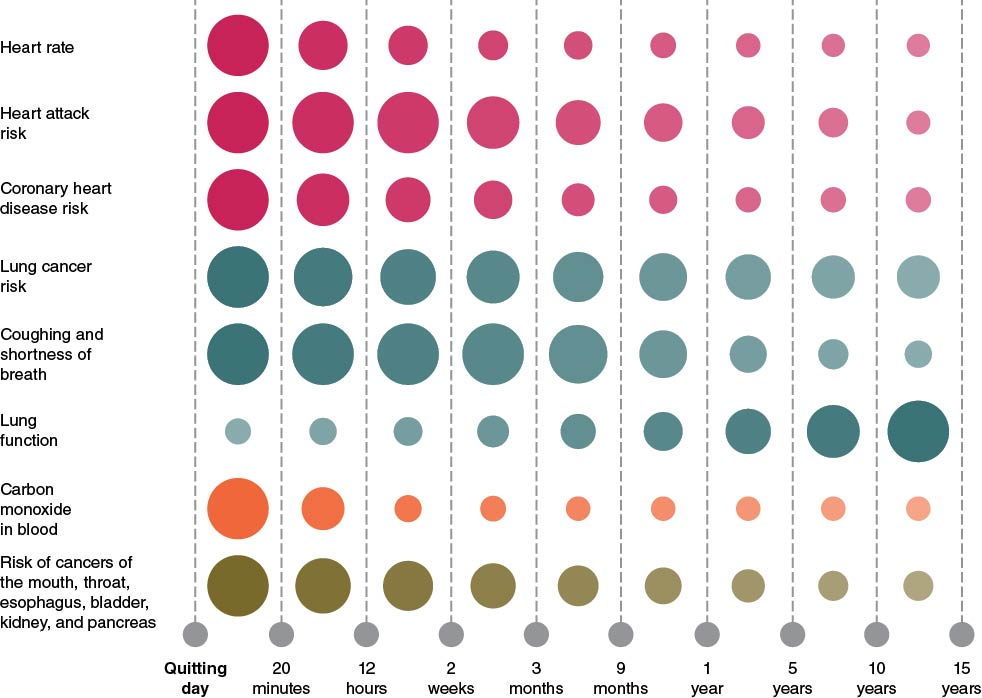 Heart rate
Heart attack
risk
Coronary heart
disease risk
Lung cancer
risk
Coughing and
shortness of
breath
Lung
function
Carbon
monoxide
in blood
Risk of cancers of
the mouth, throat,
esophagus, bladder,
kidney, and pancreas
Quitting
day
20
minutes
12
hours
2
weeks
3
months
9
months
1
year
5
years
10
years
15
years